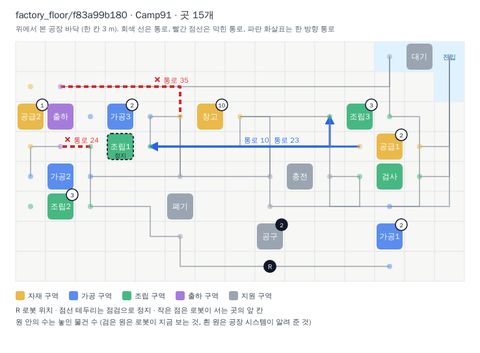 factory_floor/f83a99b180 · Camp91 · 곳 15개
위에서 본 공장 바닥 (한 칸 3 m). 회색 선은 통로, 빨간 점선은 막힌 통로, 파란 화살표는 한 방향 통로
대기
진입
✕ 통로 35
공급2
1
출하
가공3
2
창고
10
조립3
3
✕ 통로 24
조립1
통로 10
통로 23
공급1
2
가공2
충전
검사
조립2
3
폐기
공구
2
가공1
2
R
자재 구역
가공 구역
조립 구역
출하 구역
지원 구역
R 로봇 위치 · 점선 테두리는 점검으로 정지 · 작은 점은 로봇이 서는 곳의 앞 칸
원 안의 수는 놓인 물건 수 (검은 원은 로봇이 지금 보는 것, 흰 원은 공장 시스템이 알려 준 것)